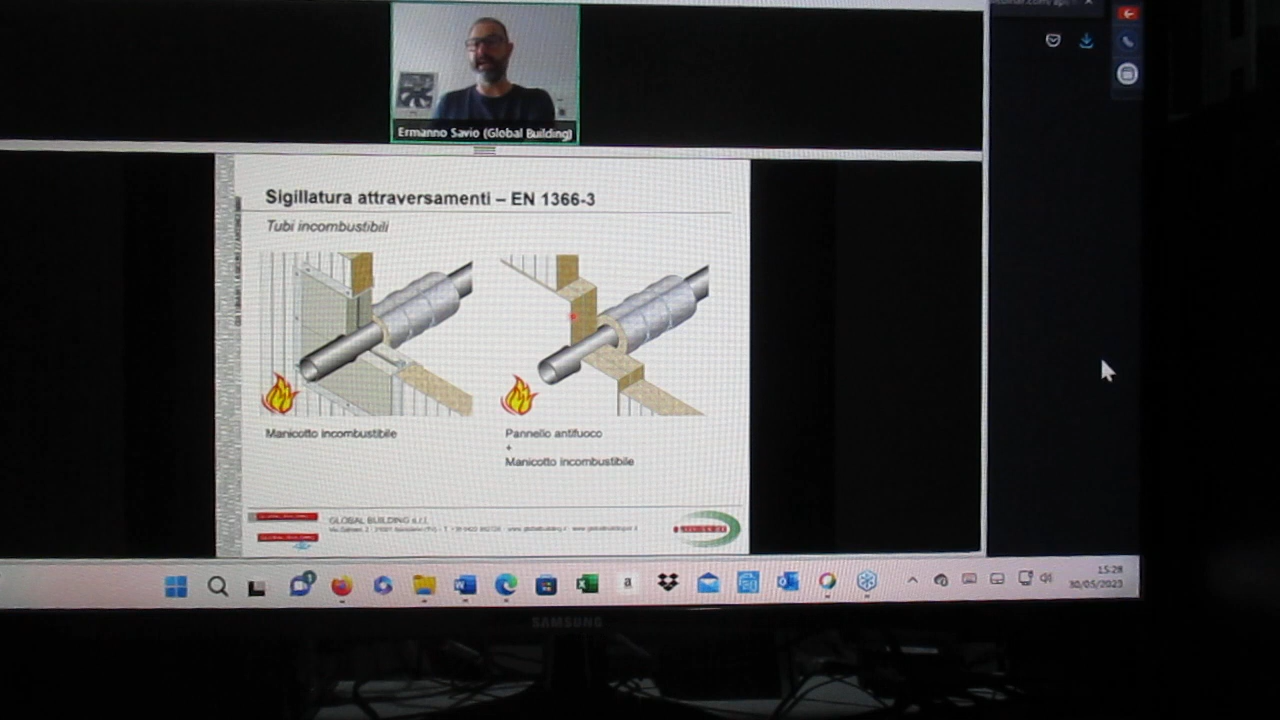 Ermanno Savio (Global Building)
Sigillatura attraversamenti – EN 1366-3
Tubi incombustibili
Manicotto incombustibile
Pannello antifuoco
+
Manicotto incombustibile
GLOBAL BUILDING s.r.l.
15:28
30/05/2023
SAMSUNG